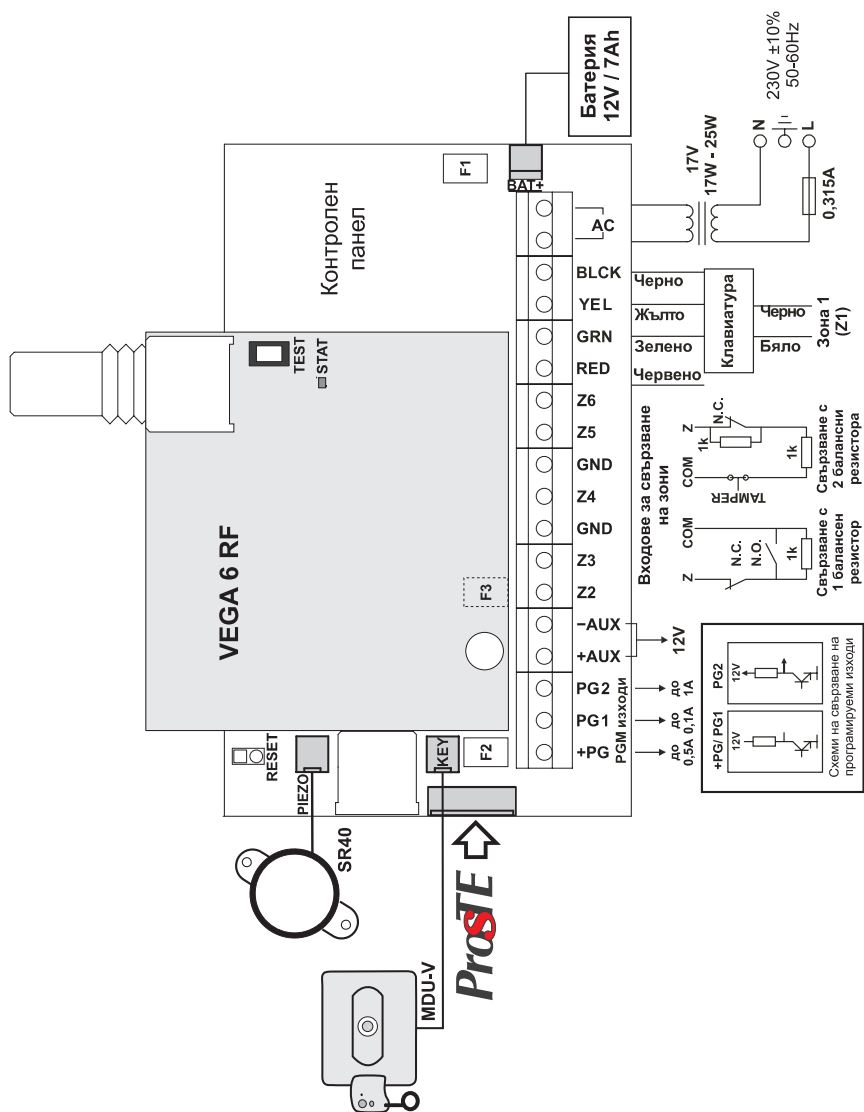 Батерия
12V / 7Ah
230V ±10%
50-60Hz
N
L
17V
17W - 25W
0,315A
F1
BAT+
Контролен
панел
TEST
STAT
VEGA 6 RF
F3
RESET
PIEZO
KEY
F2
SR40
MDU-V
ProsTE
AC
BLCK
YEL
GRN
RED
Z6
Z5
GND
Z4
GND
Z3
Z2
−AUX
+AUX
PG2
PG1
+PG
PGM изходи
Черно
Жълто
Зелено
Червено
Клавиатура
Черно
Бяло
Зона 1
(Z1)
12V
до
1A
до
0,1A
до
0,5A
Входове за свързване
на зони
COM
Z
N.C.
1k
TAMPER
1k
Свързване с
2 балансни
резистора
Z
COM
N.C.
N.O.
1k
Свързване с
1 балансен
резистор
+PG/ PG1
12V
PG2
12V
Схеми на свързване на
програмируеми изходи